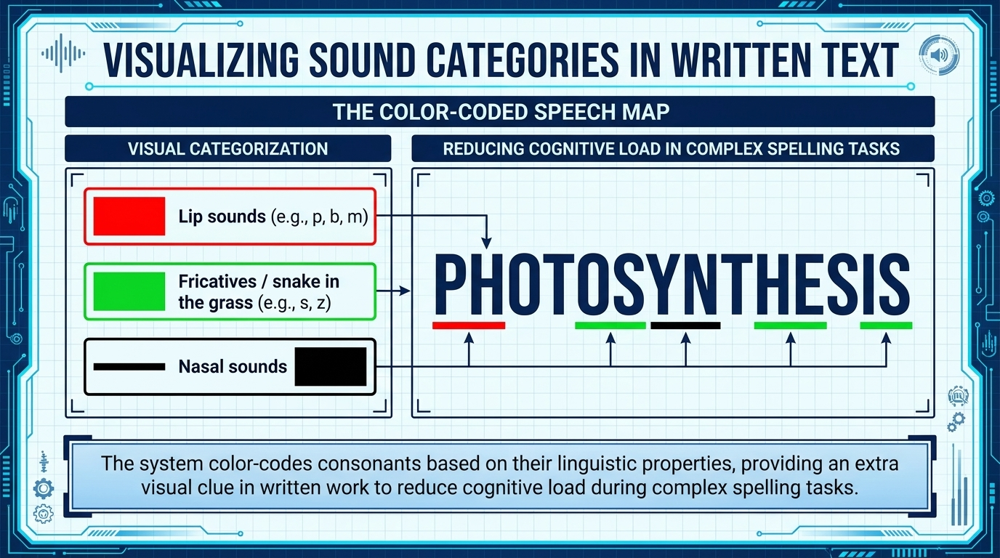 VISUALIZING SOUND CATEGORIES IN WRITTEN TEXT
THE COLOR-CODED SPEECH MAP
VISUAL CATEGORIZATION
Lip sounds (e.g., p, b, m)
Fricatives / snake in
the grass (e.g., s, z)
Nasal sounds
REDUCING COGNITIVE LOAD IN COMPLEX SPELLING TASKS
PHOTOSYNTHESIS
The system color-codes consonants based on their linguistic properties, providing an extra
visual clue in written work to reduce cognitive load during complex spelling tasks.